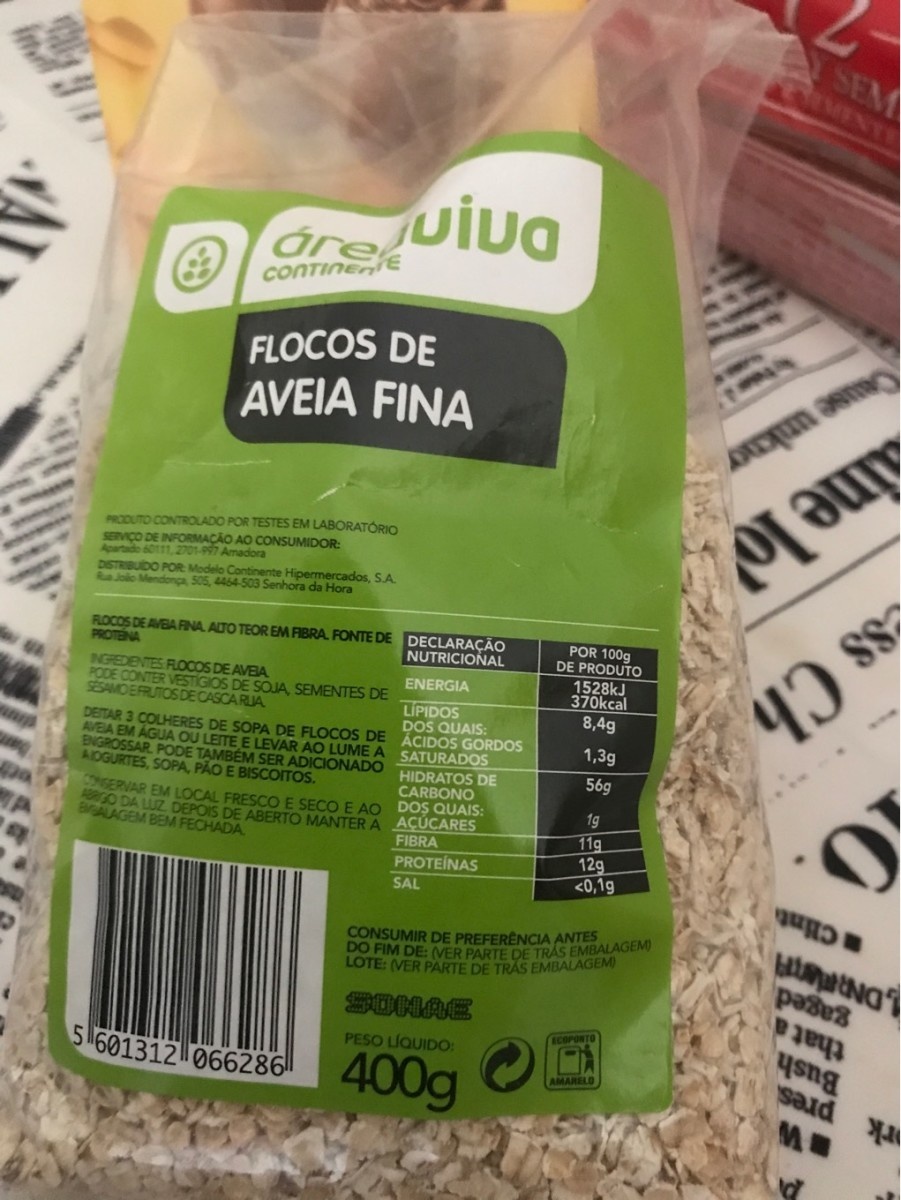 área viva
CONTINENTE
FLOCOS DE
AVEIA FINA
PRODUTO CONTROLADO POR TESTES EM LABORATÓRIO
SERVIÇO DE INFORMAÇÃO AO CONSUMIDOR:
Apartado 60111, 2701-997 Amadora
DISTRIBUÍDO POR: Modelo Continente Hipermercados, S.A.
Rua João Mendonça, 505, 4464-503 Senhora da Hora
FLOCOS DE AVEIA FINA. ALTO TEOR EM FIBRA. FONTE DE
PROTEÍNA
INGREDIENTES: FLOCOS DE AVEIA.
PODE CONTER VESTÍGIOS DE SOJA, SEMENTES DE
SÉSAMO E FRUTOS DE CASCA RIJA.
DEITAR 3 COLHERES DE SOPA DE FLOCOS DE
AVEIA EM ÁGUA OU LEITE E LEVAR AO LUME A
ENGROSSAR. PODE TAMBÉM SER ADICIONADO
A IOGURTES, SOPA, PÃO E BISCOITOS.
CONSERVAR EM LOCAL FRESCO E SECO E AO
ABRIGO DA LUZ. DEPOIS DE ABERTO MANTER A
EMBALAGEM BEM FECHADA.
DECLARAÇÃO
NUTRICIONAL
POR 100g
DE PRODUTO
ENERGIA
1528kJ
370kcal
LÍPIDOS
8,4g
DOS QUAIS:
ÁCIDOS GORDOS
SATURADOS
1,3g
HIDRATOS DE
CARBONO
56g
DOS QUAIS:
AÇÚCARES
1g
FIBRA
11g
PROTEÍNAS
12g
SAL
<0,1g
CONSUMIR DE PREFERÊNCIA ANTES
DO FIM DE: (VER PARTE DE TRÁS EMBALAGEM)
LOTE: (VER PARTE DE TRÁS EMBALAGEM)
SONAE
PESO LÍQUIDO:
400g
ECOPONTO
AMARELO
5 601312 066286
2
SEM
Cause
that a
Bush
gaged
Clint